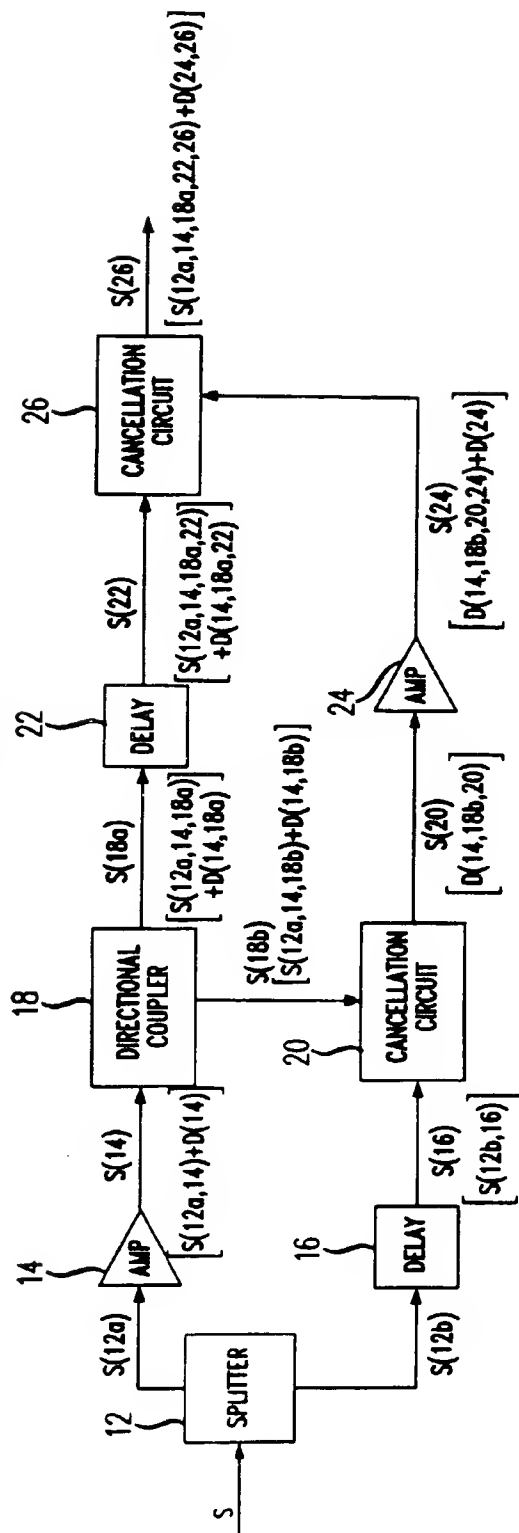 S
12
SPLITTER
S(12a)
S(12b)
14
AMP
S(14)
[S(12a,14)+D(14)]
16
DELAY
S(16)
[S(12b,16)]
18
DIRECTIONAL
COUPLER
S(18a)
[S(12a,14,18a)
+D(14,18a)]
S(18b)
[S(12a,14,18b)+D(14,18b)]
20
CANCELLATION
CIRCUIT
S(20)
[D(14,18b,20)]
22
DELAY
S(22)
[S(12a,14,18a,22)
+D(14,18a,22)]
24
AMP
S(24)
[D(14,18b,20,24)+D(24)]
26
CANCELLATION
CIRCUIT
S(26)
[S(12a,14,18a,22,26)+D(24,26)]